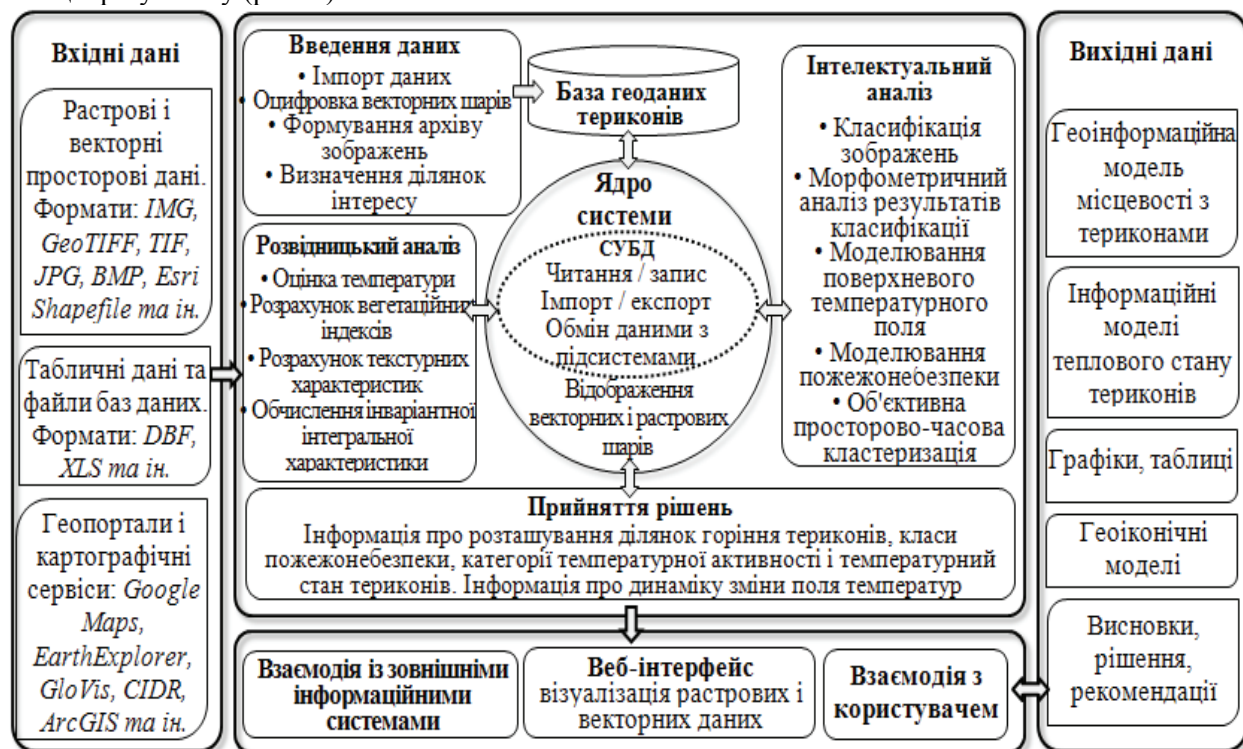 Вхідні дані
Растрові і
векторні
просторові дані.
Формати: IMG,
GeoTIFF, TIF,
JPG, BMP, Esri
Shapefile та ін.
Табличні дані та
файли баз даних.
Формати: DBF,
XLS та ін.
Геопортали і
картографічні
сервіси: Google
Maps,
EarthExplorer,
GloVis, CIDR,
ArcGIS та ін.
Введення даних
• Імпорт даних
• Оцифровка векторних шарів
• Формування архіву
зображень
• Визначення ділянок
інтересу
База геоданих
териконів
Розвідницький аналіз
• Оцінка температури
• Розрахунок вегетаційних
індексів
• Розрахунок текстурних
характеристик
• Обчислення інваріантної
інтегральної
характеристики
Ядро
системи
СУБД
Читання / запис
Імпорт / експорт
Обмін даними з
підсистемами
Відображення
векторних і растрових
шарів
Інтелектуальний
аналіз
• Класифікація
зображень
• Морфометричний
аналіз результатів
класифікації
• Моделювання
поверхневого
температурного
поля
• Моделювання
пожежонебезпеки
• Об'єктивна
просторово-часова
кластеризація
Прийняття рішень
Інформація про розташування ділянок горіння териконів, класи
пожежонебезпеки, категорії температурної активності і температурний
стан териконів. Інформація про динаміку зміни поля температур
Взаємодія із зовнішніми
інформаційними
системами
Веб-інтерфейс
візуалізація растрових і
векторних даних
Взаємодія з
користувачем
Вихідні дані
Геоінформаційна
модель
місцевості з
териконами
Інформаційні
моделі
теплового стану
териконів
Графіки, таблиці
Геоіконічні
моделі
Висновки,
рішення,
рекомендації